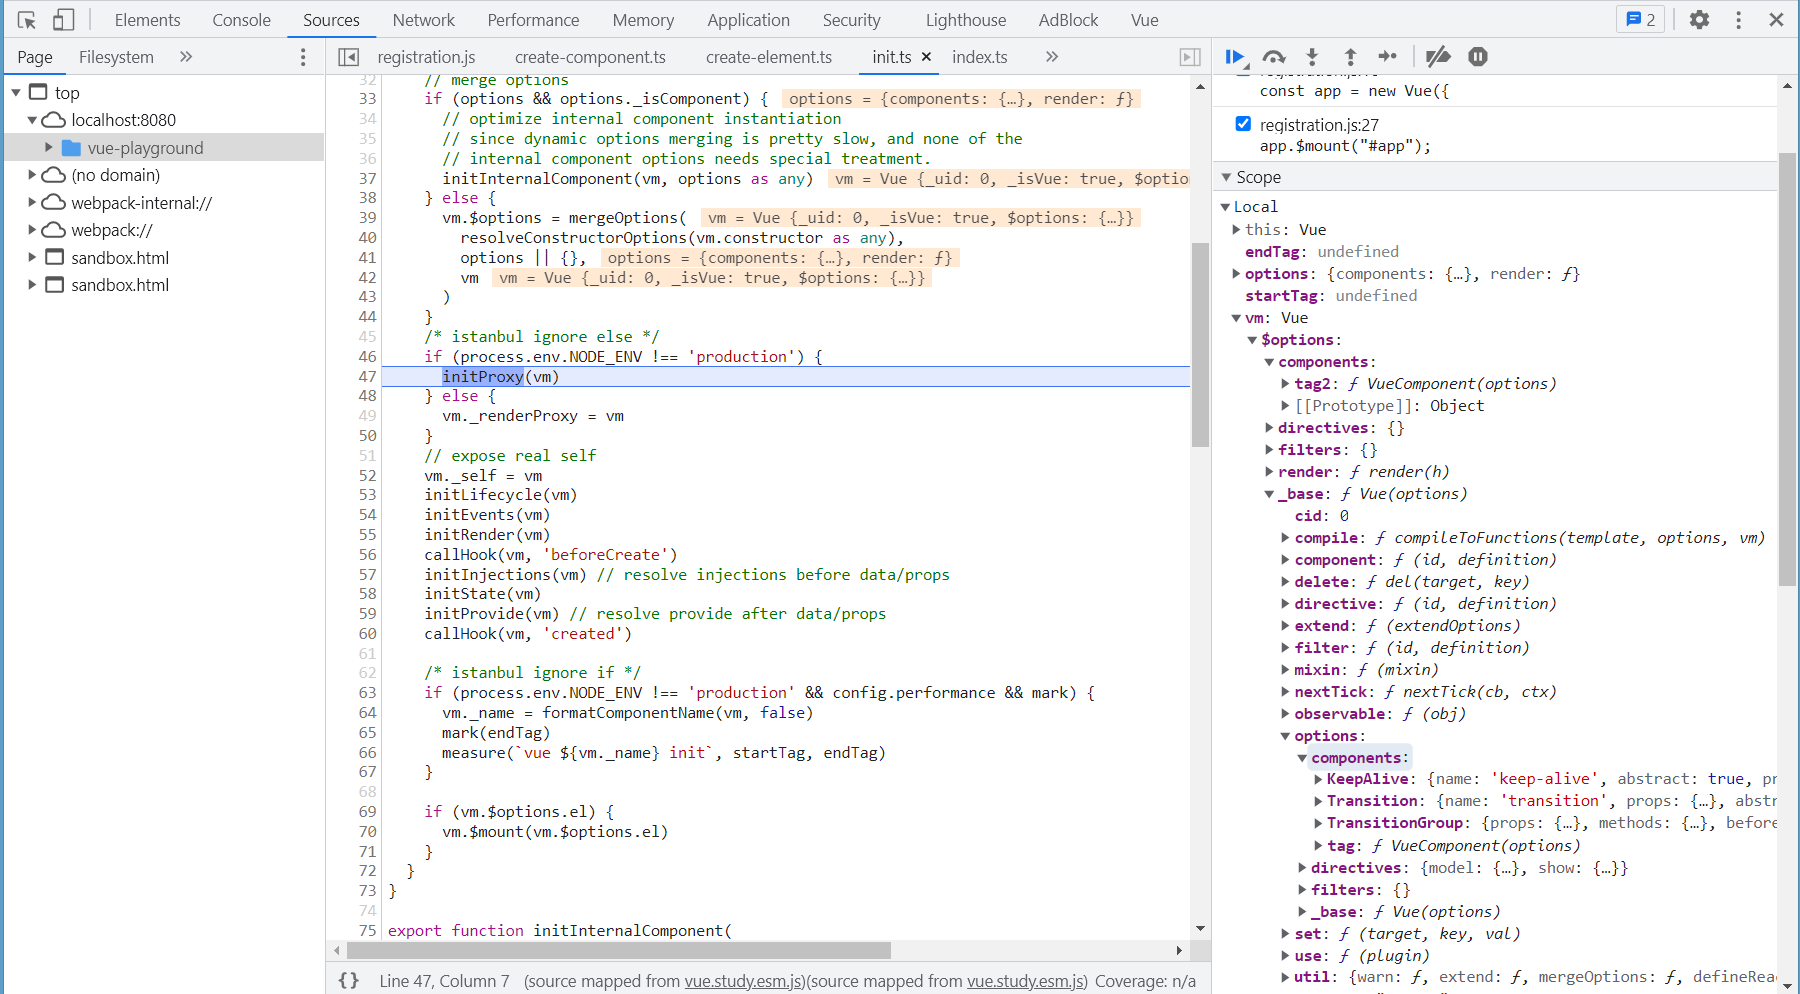 Elements Console Sources Network Performance Memory Application Security Lighthouse AdBlock Vue 2
Page Filesystem
top
localhost:8080
vue-playground
(no domain)
webpack-internal://
webpack://
sandbox.html
sandbox.html
registration.js create-component.ts create-element.ts init.ts × index.ts
32 // merge options
33 if (options && options._isComponent) { options = {components: {…}, render: ƒ}
34 // optimize internal component instantiation
35 // since dynamic options merging is pretty slow, and none of the
36 // internal component options needs special treatment.
37 initInternalComponent(vm, options as any) vm = Vue {_uid: 0, _isVue: true, $optio
38 } else {
39 vm.$options = mergeOptions( vm = Vue {_uid: 0, _isVue: true, $options: {…}}
40 resolveConstructorOptions(vm.constructor as any),
41 options || {}, options = {components: {…}, render: ƒ}
42 vm vm = Vue {_uid: 0, _isVue: true, $options: {…}}
43 )
44 }
45 /* istanbul ignore else */
46 if (process.env.NODE_ENV !== 'production') {
47 initProxy(vm)
48 } else {
49 vm._renderProxy = vm
50 }
51 // expose real self
52 vm._self = vm
53 initLifecycle(vm)
54 initEvents(vm)
55 initRender(vm)
56 callHook(vm, 'beforeCreate')
57 initInjections(vm) // resolve injections before data/props
58 initState(vm)
59 initProvide(vm) // resolve provide after data/props
60 callHook(vm, 'created')
61
62 /* istanbul ignore if */
63 if (process.env.NODE_ENV !== 'production' && config.performance && mark) {
64 vm._name = formatComponentName(vm, false)
65 mark(endTag)
66 measure(`vue ${vm._name} init`, startTag, endTag)
67 }
68
69 if (vm.$options.el) {
70 vm.$mount(vm.$options.el)
71 }
72 }
73 }
74
75 export function initInternalComponent(
{} Line 47, Column 7 (source mapped from vue.study.esm.js)(source mapped from vue.study.esm.js) Coverage: n/a
const app = new Vue({
registration.js:27
app.$mount("#app");
Scope
Local
this: Vue
endTag: undefined
options: {components: {…}, render: ƒ}
startTag: undefined
vm: Vue
$options:
components:
tag2: ƒ VueComponent(options)
[[Prototype]]: Object
directives: {}
filters: {}
render: ƒ render(h)
_base: ƒ Vue(options)
cid: 0
compile: ƒ compileToFunctions(template, options, vm)
component: ƒ (id, definition)
delete: ƒ del(target, key)
directive: ƒ (id, definition)
extend: ƒ (extendOptions)
filter: ƒ (id, definition)
mixin: ƒ (mixin)
nextTick: ƒ nextTick(cb, ctx)
observable: ƒ (obj)
options:
components:
KeepAlive: {name: 'keep-alive', abstract: true, pr
Transition: {name: 'transition', props: {…}, abstr
TransitionGroup: {props: {…}, methods: {…}, before
tag: ƒ VueComponent(options)
directives: {model: {…}, show: {…}}
filters: {}
_base: ƒ Vue(options)
set: ƒ (target, key, val)
use: ƒ (plugin)
util: {warn: ƒ, extend: ƒ, mergeOptions: ƒ, defineRea